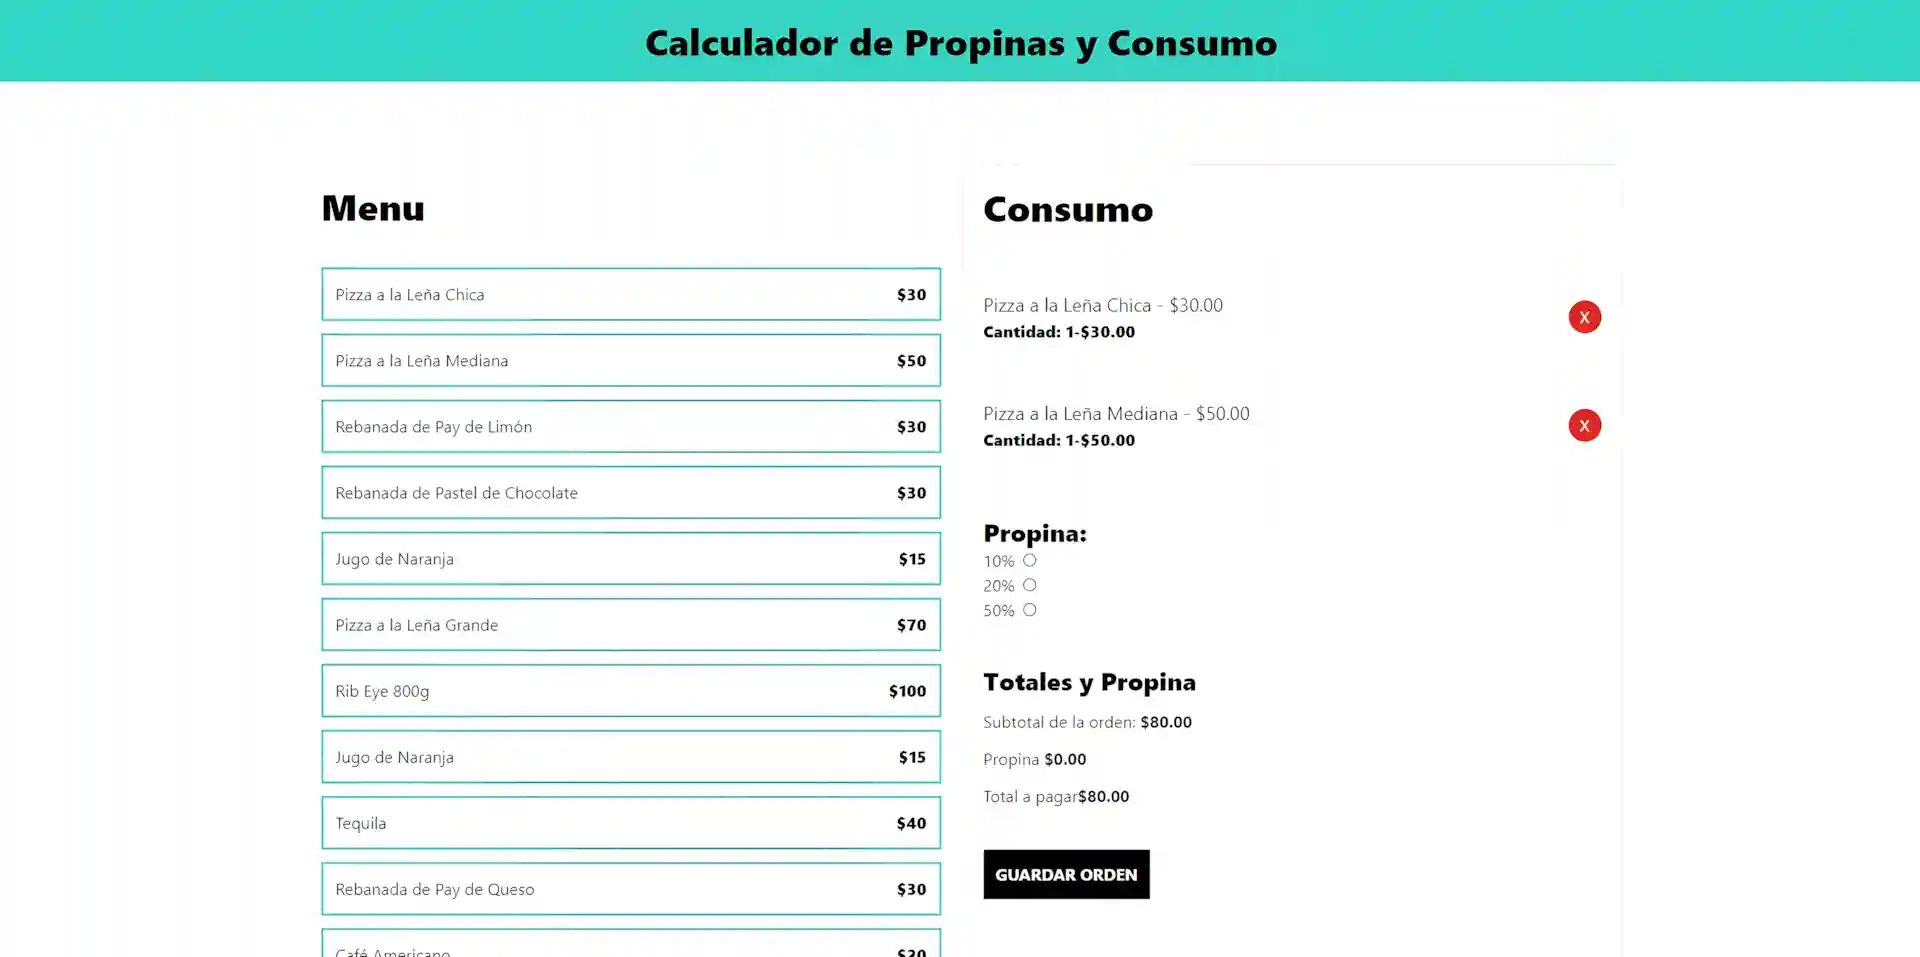 Calculador de Propinas y Consumo
Menu
Pizza a la Leña Chica $30
Pizza a la Leña Mediana $50
Rebanada de Pay de Limón $30
Rebanada de Pastel de Chocolate $30
Jugo de Naranja $15
Pizza a la Leña Grande $70
Rib Eye 800g $100
Jugo de Naranja $15
Tequila $40
Rebanada de Pay de Queso $30
Café Americano
Consumo
Pizza a la Leña Chica - $30.00
X
Cantidad: 1-$30.00
Pizza a la Leña Mediana - $50.00
X
Cantidad: 1-$50.00
Propina:
10%
20%
50%
Totales y Propina
Subtotal de la orden: $80.00
Propina $0.00
Total a pagar$80.00
GUARDAR ORDEN